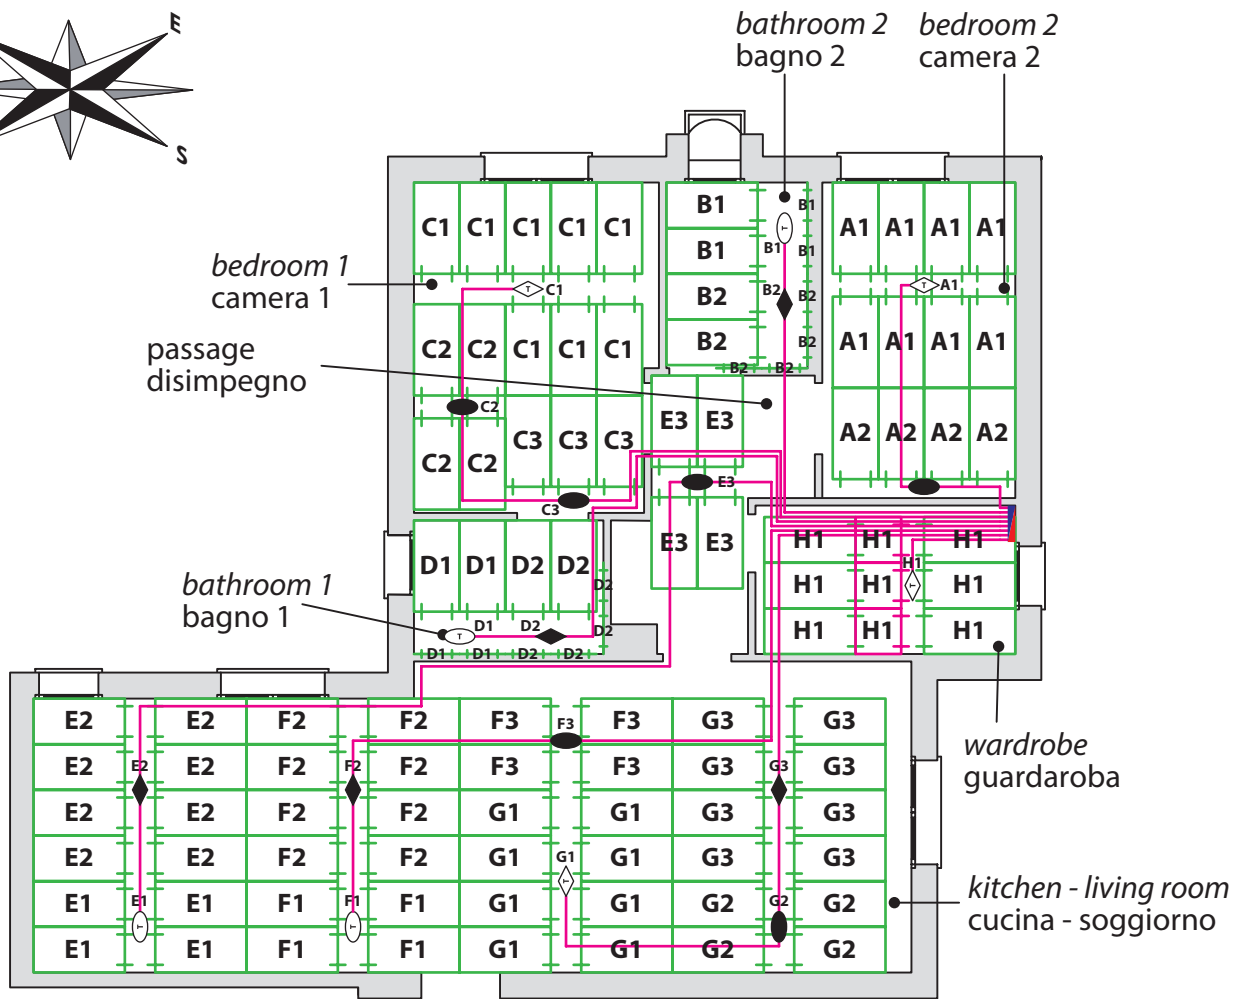 E
S
bathroom 2
bagno 2
bedroom 2
camera 2
bedroom 1
camera 1
passage
disimpegno
bathroom 1
bagno 1
wardrobe
guardaroba
kitchen - living room
cucina - soggiorno
C1 C1 C1 C1 C1
T C1
C2 C2 C1 C1 C1
C2
C2 C2 C3 C3 C3
C3
B1 B1
T
B1 B1 B1
B2 B2 B2
B2 B2
B2 B2
A1 A1 A1 A1
T A1
A1 A1 A1 A1
A2 A2 A2 A2
E3 E3
E3
E3 E3
D1 D1 D2 D2 D2
T D1 D2 D2
D1 D1 D2 D2
H1 H1 H1
H1
H1 H1 T H1
H1 H1 H1
E2 E2 F2 F2 F3 F3 F3 G3 G3
E2 E2 E2 F2 F2 F2 F3 F3 G3 G3 G3
E2 E2 F2 F2 G1 G1 G3 G3
E2 E2 F2 F2 G1 G1 G1 G3 G3
T
E1 E1 E1 F1 F1 F1 G1 G1 G2 G2 G2
T T
E1 E1 F1 F1 G1 G1 G2 G2